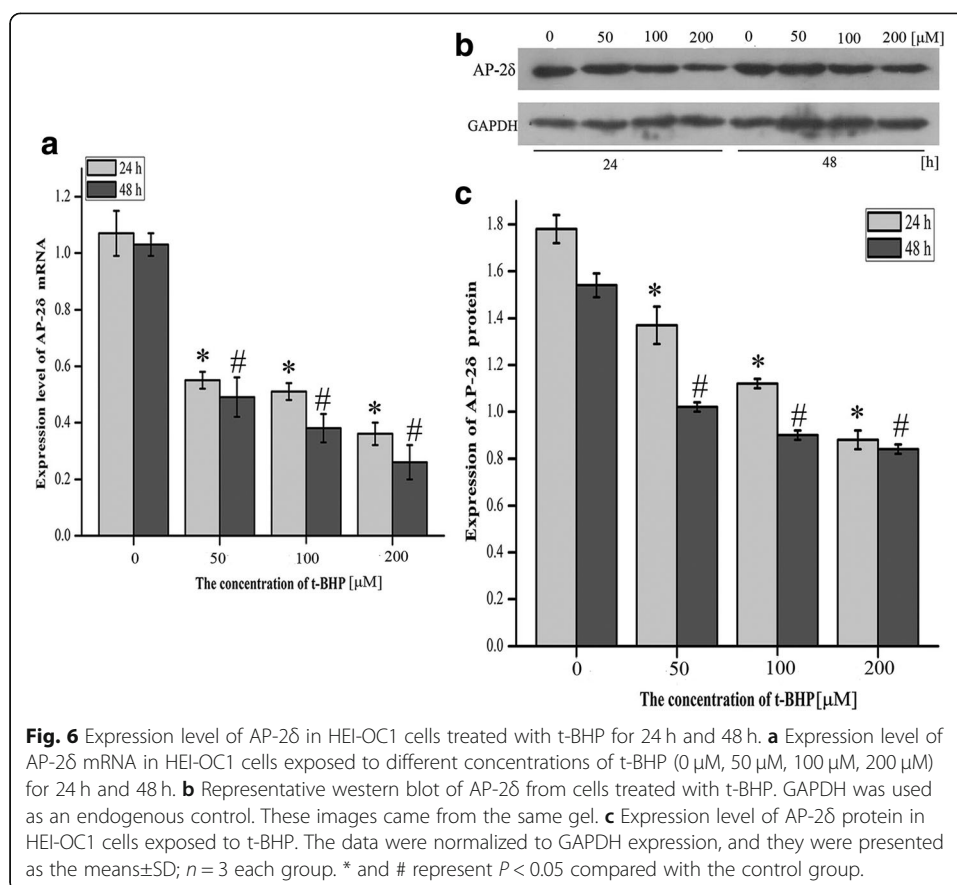 b
0 50 100 200 [μM] 0 50 100 200 [μM]
AP-2δ
GAPDH
24 48 [h]
a
24 h
48 h
Expression level of AP-2δ mRNA
1.2
1.0
0.8
0.6
0.4
0.2
0.0
* # * # * #
0 50 100 200
The concentration of t-BHP [μM]
c
24 h
48 h
Expression of AP-2δ protein
1.8
1.6
1.4
1.2
1.0
0.8
0.6
0.4
0.2
0.0
* # * # * #
0 50 100 200
The concentration of t-BHP[μM]
Fig. 6 Expression level of AP-2δ in HEI-OC1 cells treated with t-BHP for 24 h and 48 h. a Expression level of
AP-2δ mRNA in HEI-OC1 cells exposed to different concentrations of t-BHP (0 μM, 50 μM, 100 μM, 200 μM)
for 24 h and 48 h. b Representative western blot of AP-2δ from cells treated with t-BHP. GAPDH was used
as an endogenous control. These images came from the same gel. c Expression level of AP-2δ protein in
HEI-OC1 cells exposed to t-BHP. The data were normalized to GAPDH expression, and they were presented
as the means±SD; n = 3 each group. * and # represent P < 0.05 compared with the control group.